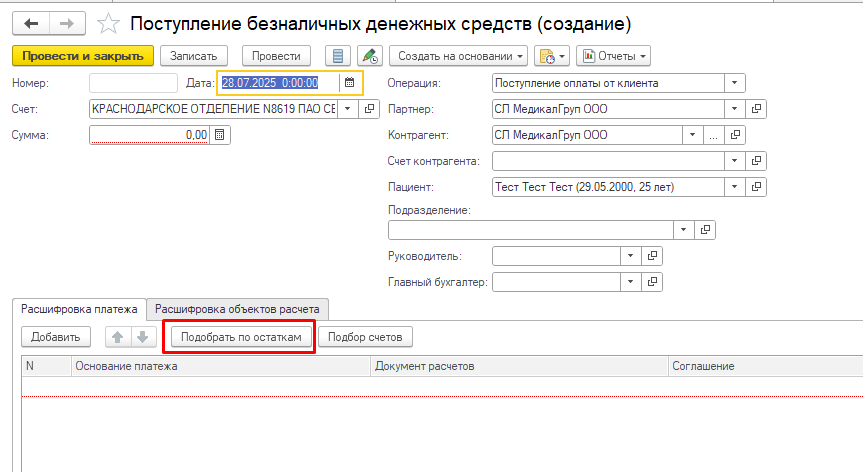 Поступление безналичных денежных средств (создание)
Провести и закрыть Записать Провести Создать на основании Отчеты
Номер: Дата: 28.07.2025 0:00:00 Операция: Поступление оплаты от клиента
Счет: КРАСНОДАРСКОЕ ОТДЕЛЕНИЕ N8619 ПАО СБ Партнер: СП МедикалГруп ООО
Сумма: 0,00 Контрагент: СП МедикалГруп ООО ...
Счет контрагента:
Пациент: Тест Тест Тест (29.05.2000, 25 лет)
Подразделение:
Руководитель:
Главный бухгалтер:
Расшифровка платежа Расшифровка объектов расчета
Добавить Подобрать по остаткам Подбор счетов
N Основание платежа Документ расчетов Соглашение